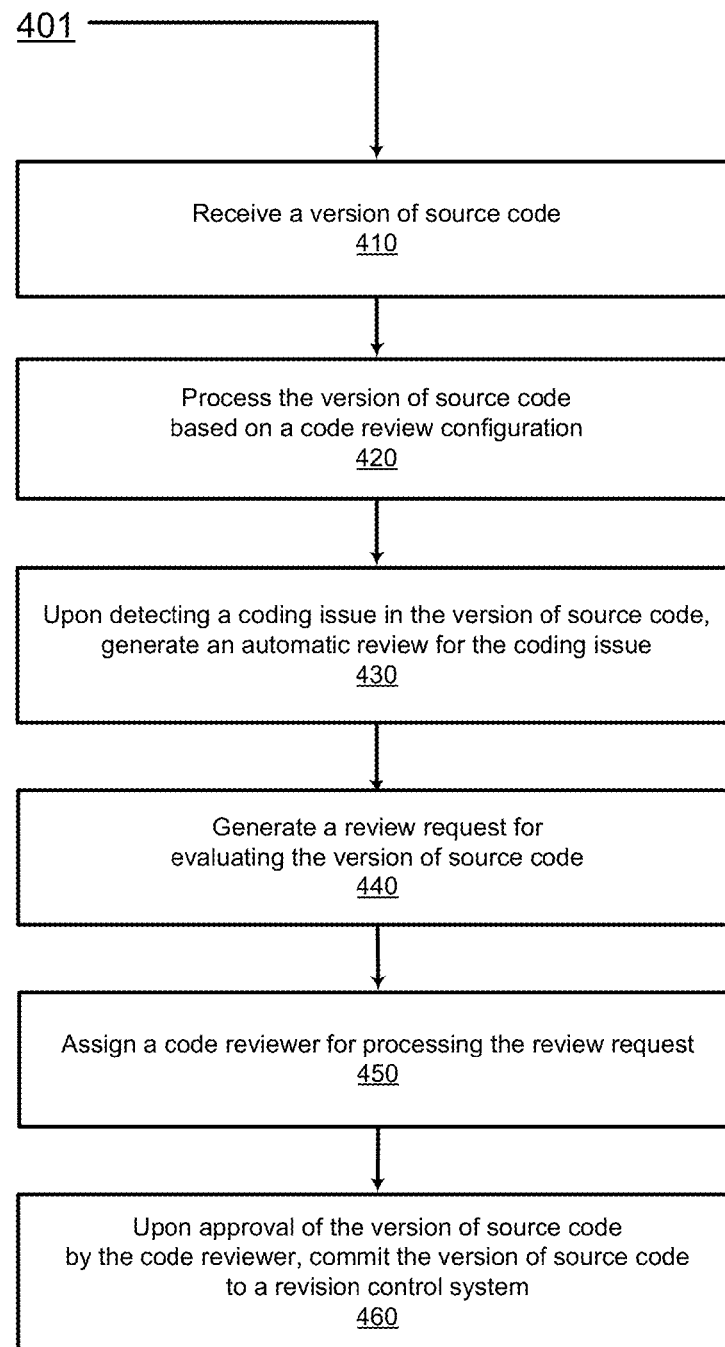 401
Receive a version of source code
410
Process the version of source code
based on a code review configuration
420
Upon detecting a coding issue in the version of source code,
generate an automatic review for the coding issue
430
Generate a review request for
evaluating the version of source code
440
Assign a code reviewer for processing the review request
450
Upon approval of the version of source code
by the code reviewer, commit the version of source code
to a revision control system
460